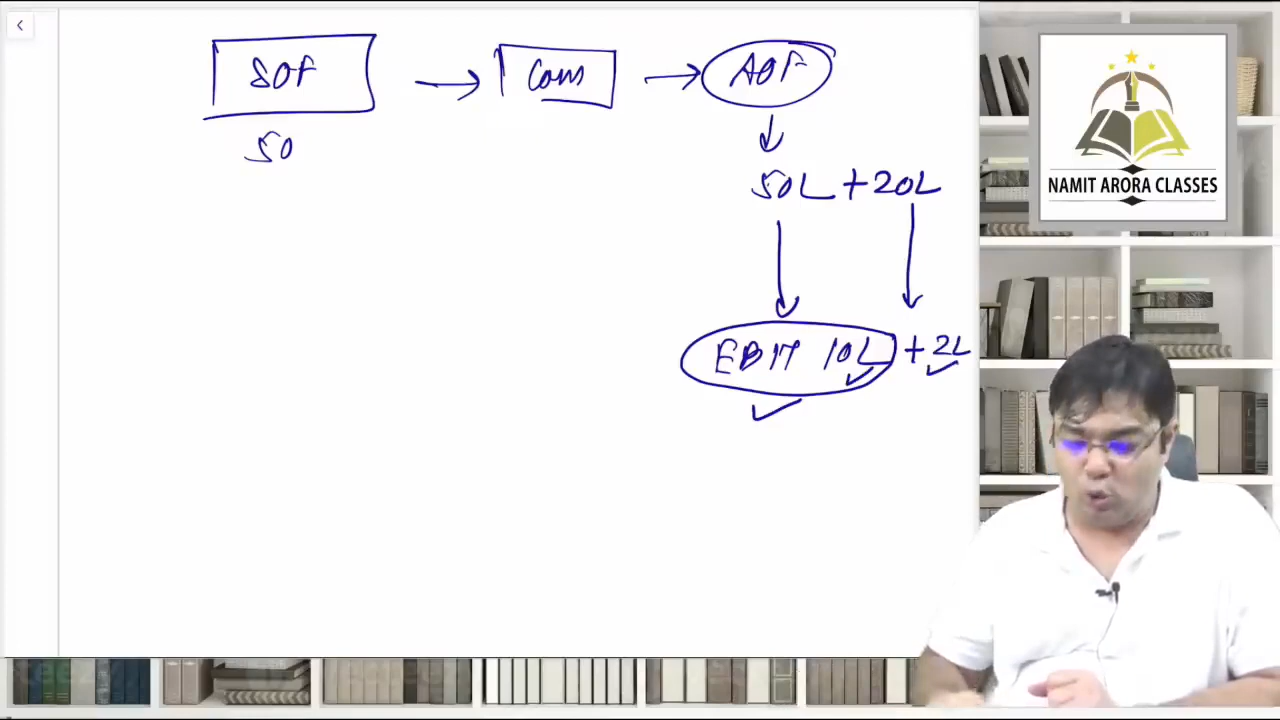 SOF → Com → AOF
50
50L + 20L
EBIT 10L + 2L
NAMIT ARORA CLASSES